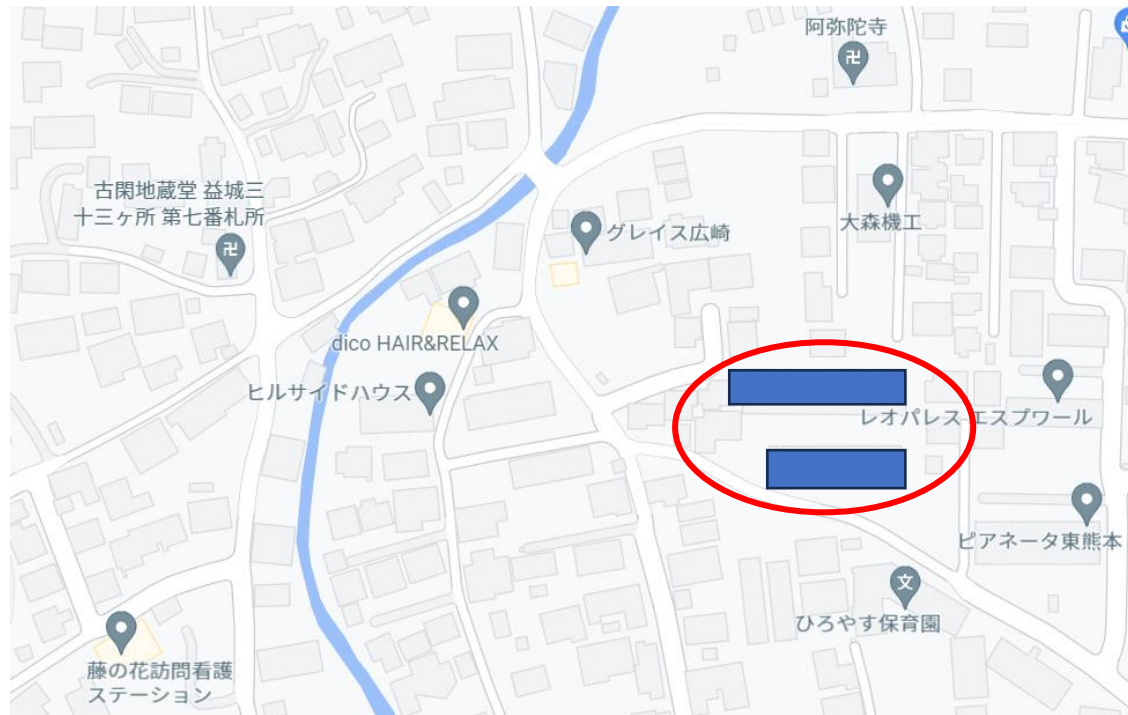 阿弥陀寺
古閑地蔵堂 益城三
十三ヶ所 第七番札所
大森機工
グレイス広崎
dico HAIR&RELAX
ヒルサイドハウス
レオパレス エスプワール
ピアネータ東熊本
文
ひろやす保育園
藤の花訪問看護
ステーション